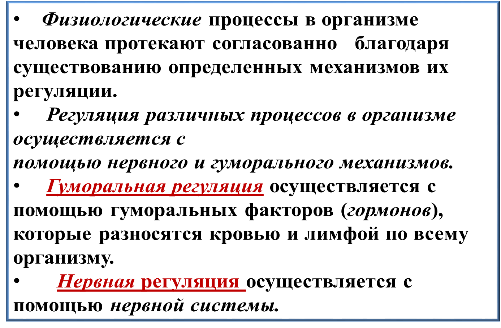 • Физиологические процессы в организме
человека протекают согласованно благодаря
существованию определенных механизмов их
регуляции.
• Регуляция различных процессов в организме
осуществляется с
помощью нервного и гуморального механизмов.
• Гуморальная регуляция осуществляется с
помощью гуморальных факторов (гормонов),
которые разносятся кровью и лимфой по всему
организму.
• Нервная регуляция осуществляется с
помощью нервной системы.